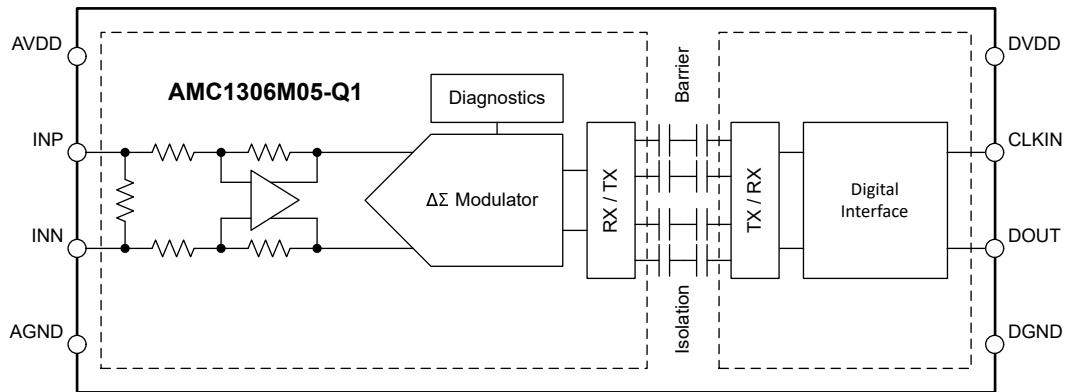 AVDD
DVDD
AMC1306M05-Q1
Diagnostics
Barrier
INP
CLKIN
ΔΣ Modulator
RX / TX
TX / RX
Digital
Interface
INN
DOUT
Isolation
AGND
DGND